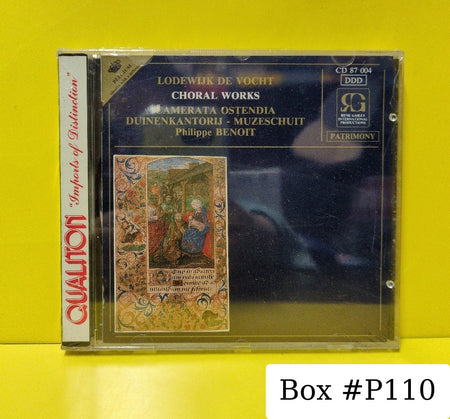 LODEWIJK DE VOCHT
CHORAL WORKS
CAMERATA OSTENDIA
DUINENKANTORIJ - MUZESCHUIT
Philippe BENOIT
CD 87 004
DDD
RG
RENE GAILLY
INTERNATIONAL
PRODUCTIONS
PATRIMONY
QUALITON
"Imports of Distinction"
Box #P110